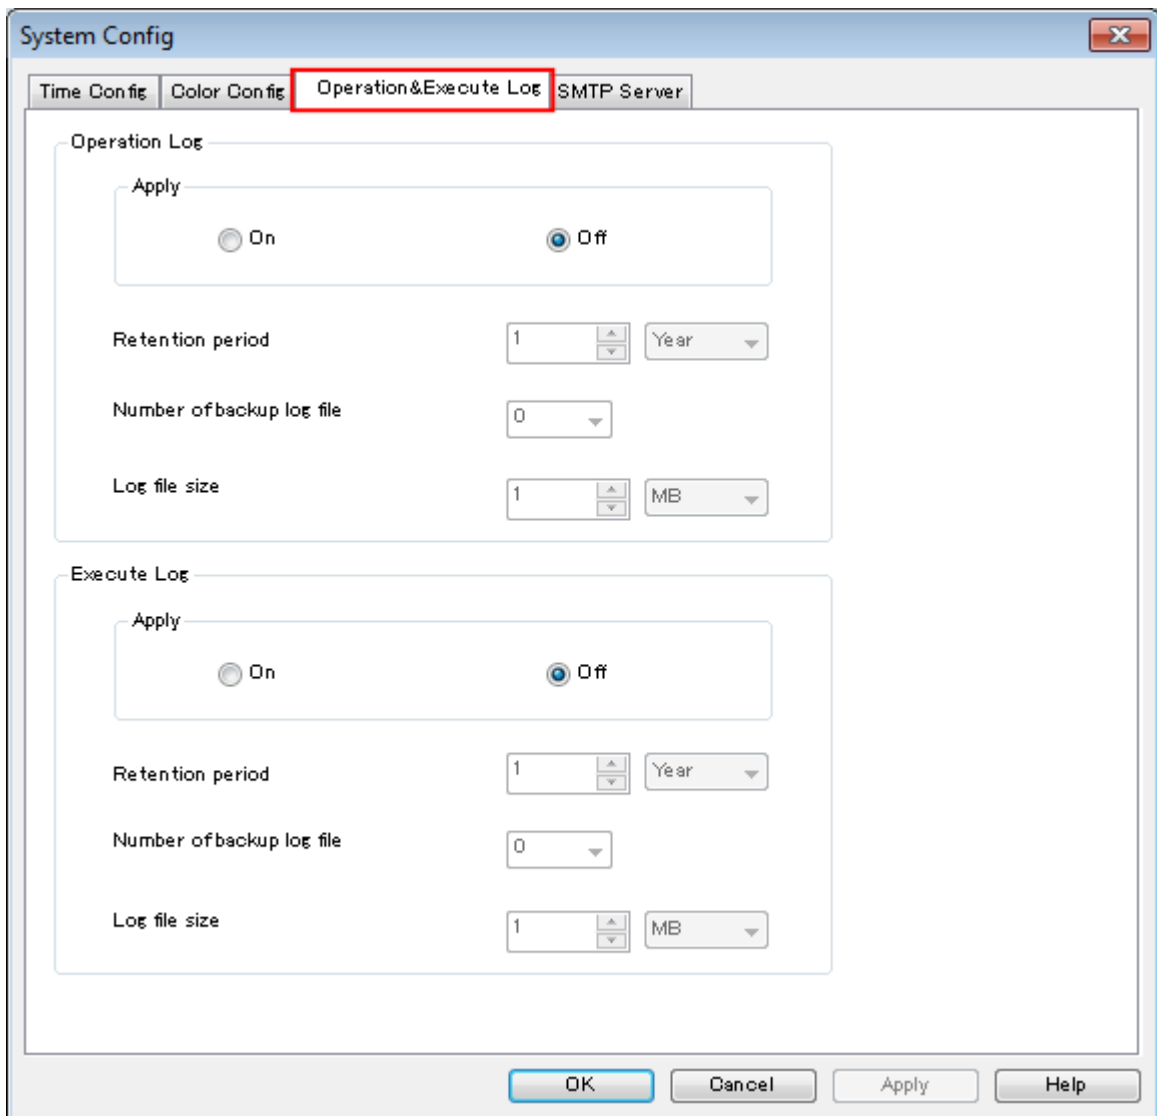 System Config
Time Config Color Config Operation&Execute Log SMTP Server
Operation Log
Apply
On Off
Retention period 1 Year
Number of backup log file 0
Log file size 1 MB
Execute Log
Apply
On Off
Retention period 1 Year
Number of backup log file 0
Log file size 1 MB
OK Cancel Apply Help